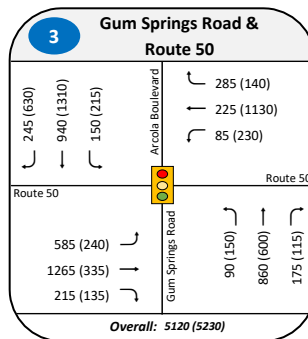 3
Gum Springs Road &
Route 50
245 (630)
940 (1310)
150 (215)
Arcola Boulevard
285 (140)
225 (1130)
85 (230)
Route 50
Route 50
585 (240)
1265 (335)
215 (135)
Gum Springs Road
90 (150)
860 (600)
175 (115)
Overall: 5120 (5230)